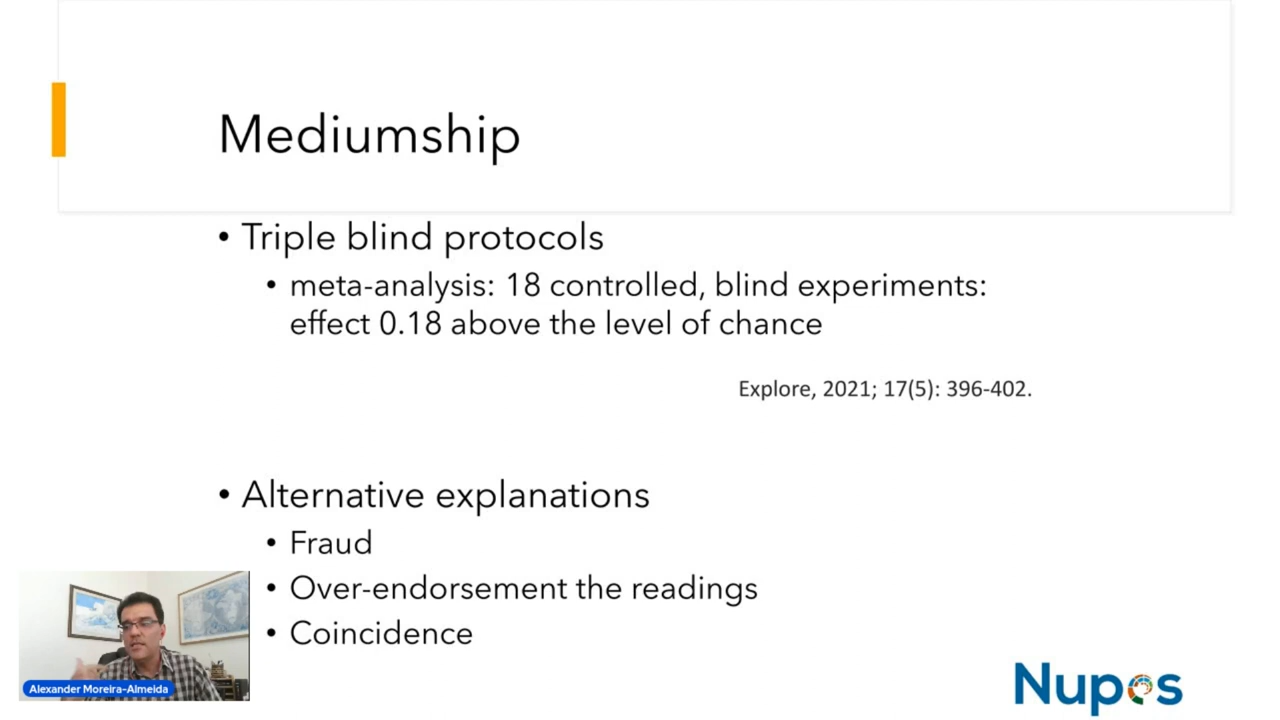 Mediumship
• Triple blind protocols
• meta-analysis: 18 controlled, blind experiments:
effect 0.18 above the level of chance
Explore, 2021; 17(5): 396-402.
• Alternative explanations
• Fraud
• Over-endorsement the readings
• Coincidence
Alexander Moreira-Almeida
Nupes